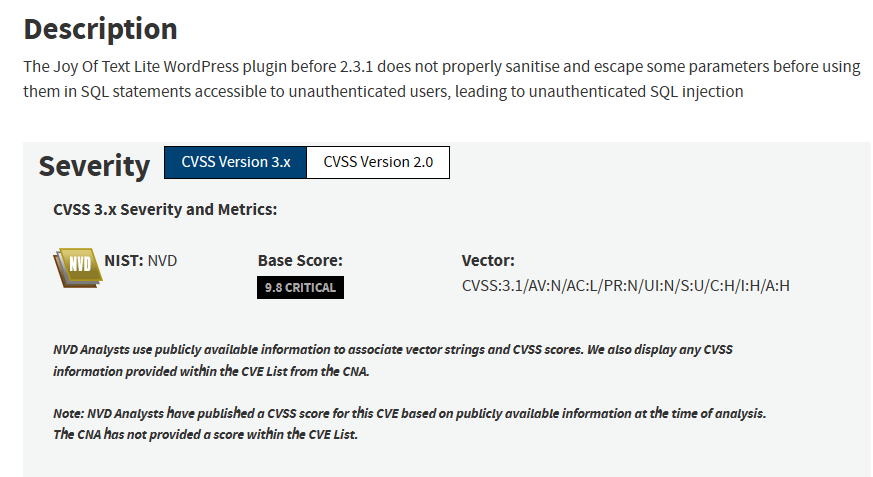 Description
The Joy Of Text Lite WordPress plugin before 2.3.1 does not properly sanitise and escape some parameters before using
them in SQL statements accessible to unauthenticated users, leading to unauthenticated SQL injection
Severity
CVSS Version 3.x
CVSS Version 2.0
CVSS 3.x Severity and Metrics:
NVD
NIST: NVD
Base Score:
9.8 CRITICAL
Vector:
CVSS:3.1/AV:N/AC:L/PR:N/UI:N/S:U/C:H/I:H/A:H
NVD Analysts use publicly available information to associate vector strings and CVSS scores. We also display any CVSS
information provided within the CVE List from the CNA.
Note: NVD Analysts have published a CVSS score for this CVE based on publicly available information at the time of analysis.
The CNA has not provided a score within the CVE List.